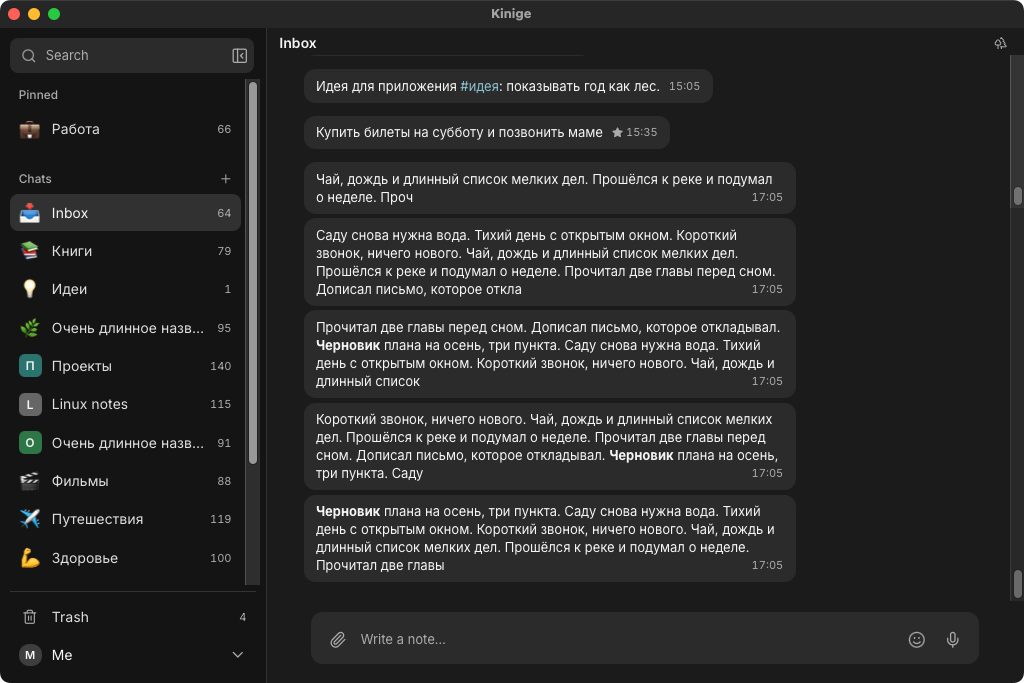 Kinige
Search
Pinned
Работа 66
Chats
Inbox 64
Книги 79
Идеи 1
Очень длинное назв... 95
П Проекты 140
L Linux notes 115
О Очень длинное назв... 91
Фильмы 88
Путешествия 119
Здоровье 100
Trash 4
M Me
Inbox
Идея для приложения #идея: показывать год как лес. 15:05
Купить билеты на субботу и позвонить маме 15:35
Чай, дождь и длинный список мелких дел. Прошёлся к реке и подумал
о неделе. Проч 17:05
Саду снова нужна вода. Тихий день с открытым окном. Короткий
звонок, ничего нового. Чай, дождь и длинный список мелких дел.
Прошёлся к реке и подумал о неделе. Прочитал две главы перед сном.
Дописал письмо, которое откла 17:05
Прочитал две главы перед сном. Дописал письмо, которое откладывал.
Черновик плана на осень, три пункта. Саду снова нужна вода. Тихий
день с открытым окном. Короткий звонок, ничего нового. Чай, дождь и
длинный список 17:05
Короткий звонок, ничего нового. Чай, дождь и длинный список мелких
дел. Прошёлся к реке и подумал о неделе. Прочитал две главы перед
сном. Дописал письмо, которое откладывал. Черновик плана на осень,
три пункта. Саду 17:05
Черновик плана на осень, три пункта. Саду снова нужна вода. Тихий
день с открытым окном. Короткий звонок, ничего нового. Чай, дождь и
длинный список мелких дел. Прошёлся к реке и подумал о неделе.
Прочитал две главы 17:05
Write a note...